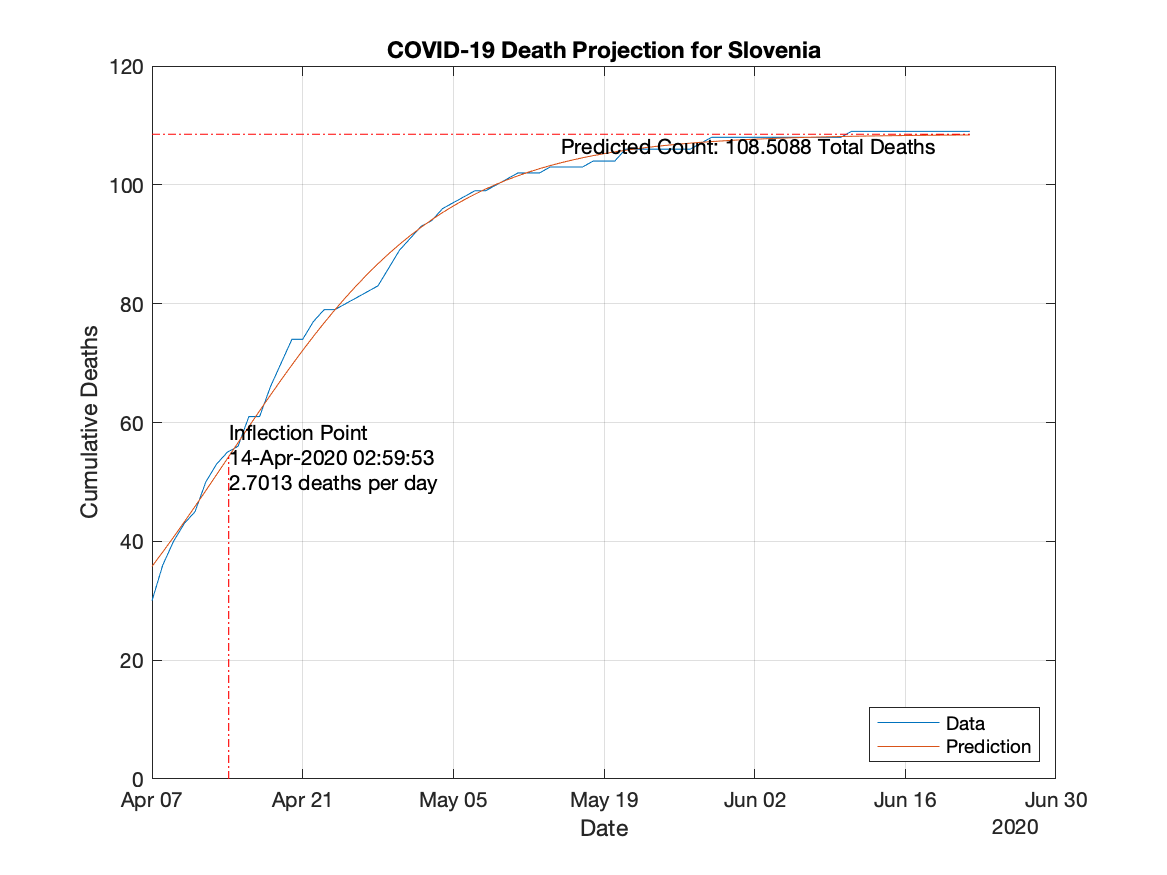 COVID-19 Death Projection for Slovenia
120
100
80
60
40
20
0
Cumulative Deaths
Predicted Count: 108.5088 Total Deaths
Inflection Point
14-Apr-2020 02:59:53
2.7013 deaths per day
Data
Prediction
Apr 07 Apr 21 May 05 May 19 Jun 02 Jun 16 Jun 30
Date
2020